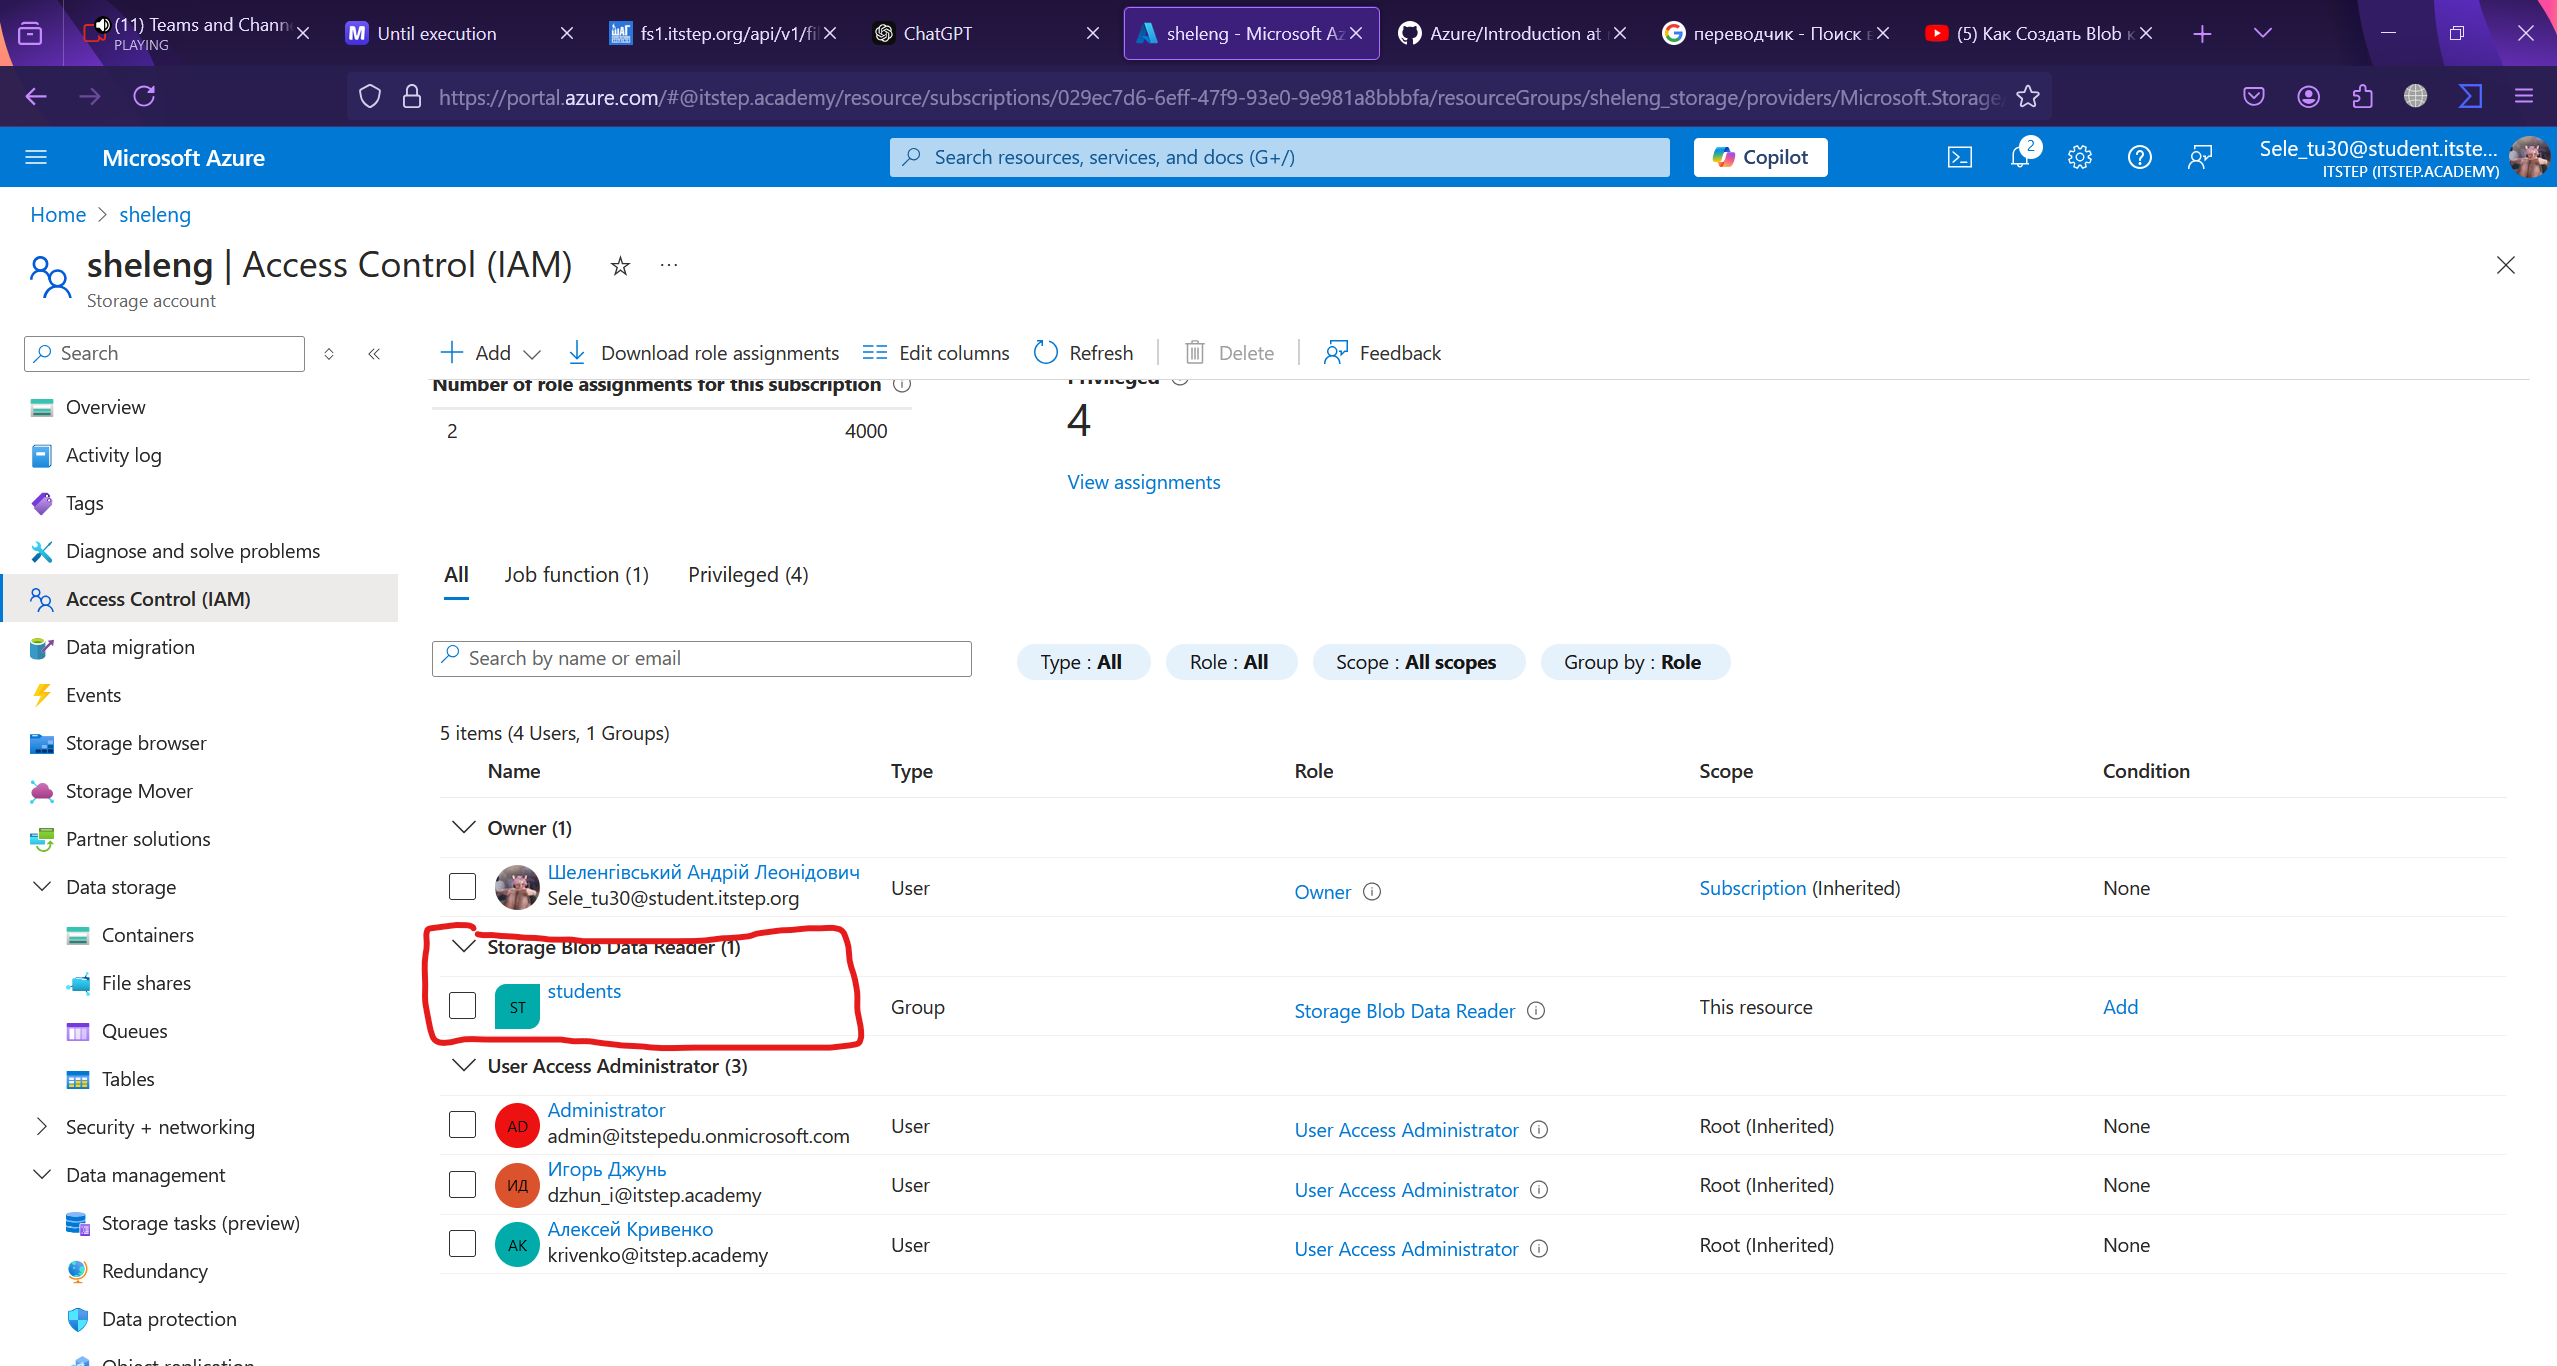 (11) Teams and Chann
PLAYING
Until execution
fs1.itstep.org/api/v1/fil
ChatGPT
sheleng - Microsoft Az
Azure/Introduction at
переводчик - Поиск в
(5) Как Создать Blob к
https://portal.azure.com/#@itstep.academy/resource/subscriptions/029ec7d6-6eff-47f9-93e0-9e981a8bbbfa/resourceGroups/sheleng_storage/providers/Microsoft.Storage/
Microsoft Azure
Search resources, services, and docs (G+/)
Copilot
2
Sele_tu30@student.itste...
ITSTEP (ITSTEP.ACADEMY)
Home > sheleng
sheleng | Access Control (IAM)
Storage account
Search
Add
Download role assignments
Edit columns
Refresh
Delete
Feedback
Overview
Activity log
Tags
Diagnose and solve problems
Access Control (IAM)
Data migration
Events
Storage browser
Storage Mover
Partner solutions
Data storage
Containers
File shares
Queues
Tables
Security + networking
Data management
Storage tasks (preview)
Redundancy
Data protection
Object replication
Number of role assignments for this subscription
2 4000
Privileged
4
View assignments
All Job function (1) Privileged (4)
Search by name or email
Type : All
Role : All
Scope : All scopes
Group by : Role
5 items (4 Users, 1 Groups)
Name Type Role Scope Condition
Owner (1)
Шеленгівський Андрій Леонідович
Sele_tu30@student.itstep.org
User Owner Subscription (Inherited) None
Storage Blob Data Reader (1)
ST students
Group Storage Blob Data Reader This resource Add
User Access Administrator (3)
AD Administrator
admin@itstepedu.onmicrosoft.com
User User Access Administrator Root (Inherited) None
ИД Игорь Джунь
dzhun_i@itstep.academy
User User Access Administrator Root (Inherited) None
АК Алексей Кривенко
krivenko@itstep.academy
User User Access Administrator Root (Inherited) None